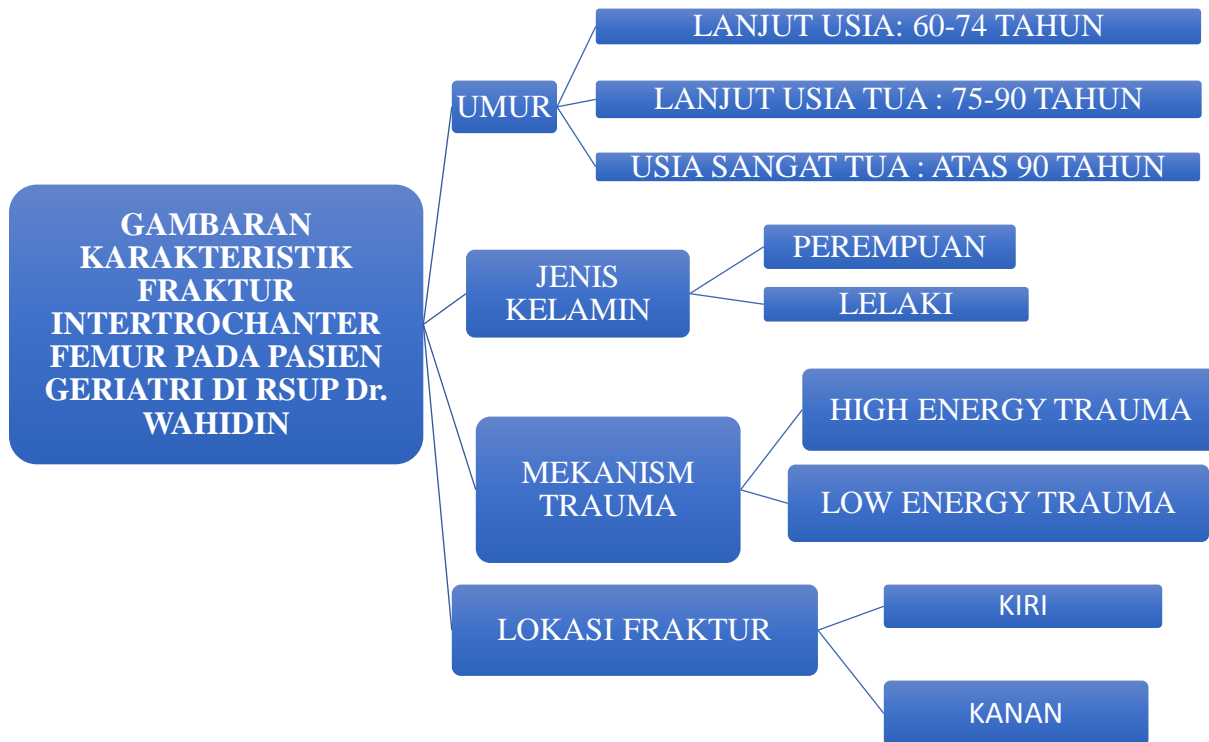 GAMBARAN
KARAKTERISTIK
FRAKTUR
INTERTROCHANTER
FEMUR PADA PASIEN
GERIATRI DI RSUP Dr.
WAHIDIN
UMUR
LANJUT USIA: 60-74 TAHUN
LANJUT USIA TUA : 75-90 TAHUN
USIA SANGAT TUA : ATAS 90 TAHUN
JENIS
KELAMIN
PEREMPUAN
LELAKI
MEKANISM
TRAUMA
HIGH ENERGY TRAUMA
LOW ENERGY TRAUMA
LOKASI FRAKTUR
KIRI
KANAN